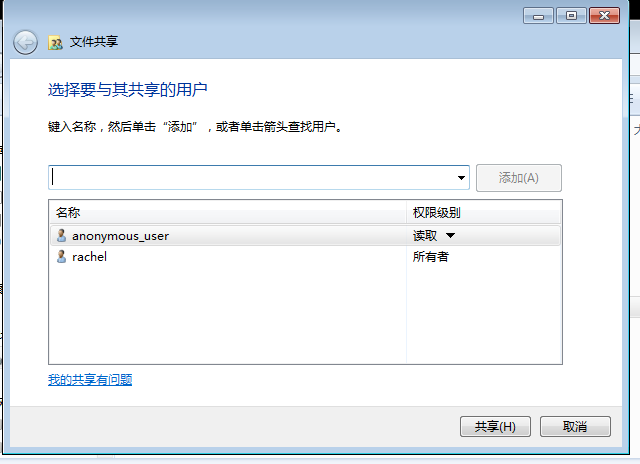 文件共享
选择要与其共享的用户
键入名称，然后单击“添加”，或者单击箭头查找用户。
添加(A)
名称 权限级别
anonymous_user 读取
rachel 所有者
我的共享有问题
共享(H) 取消